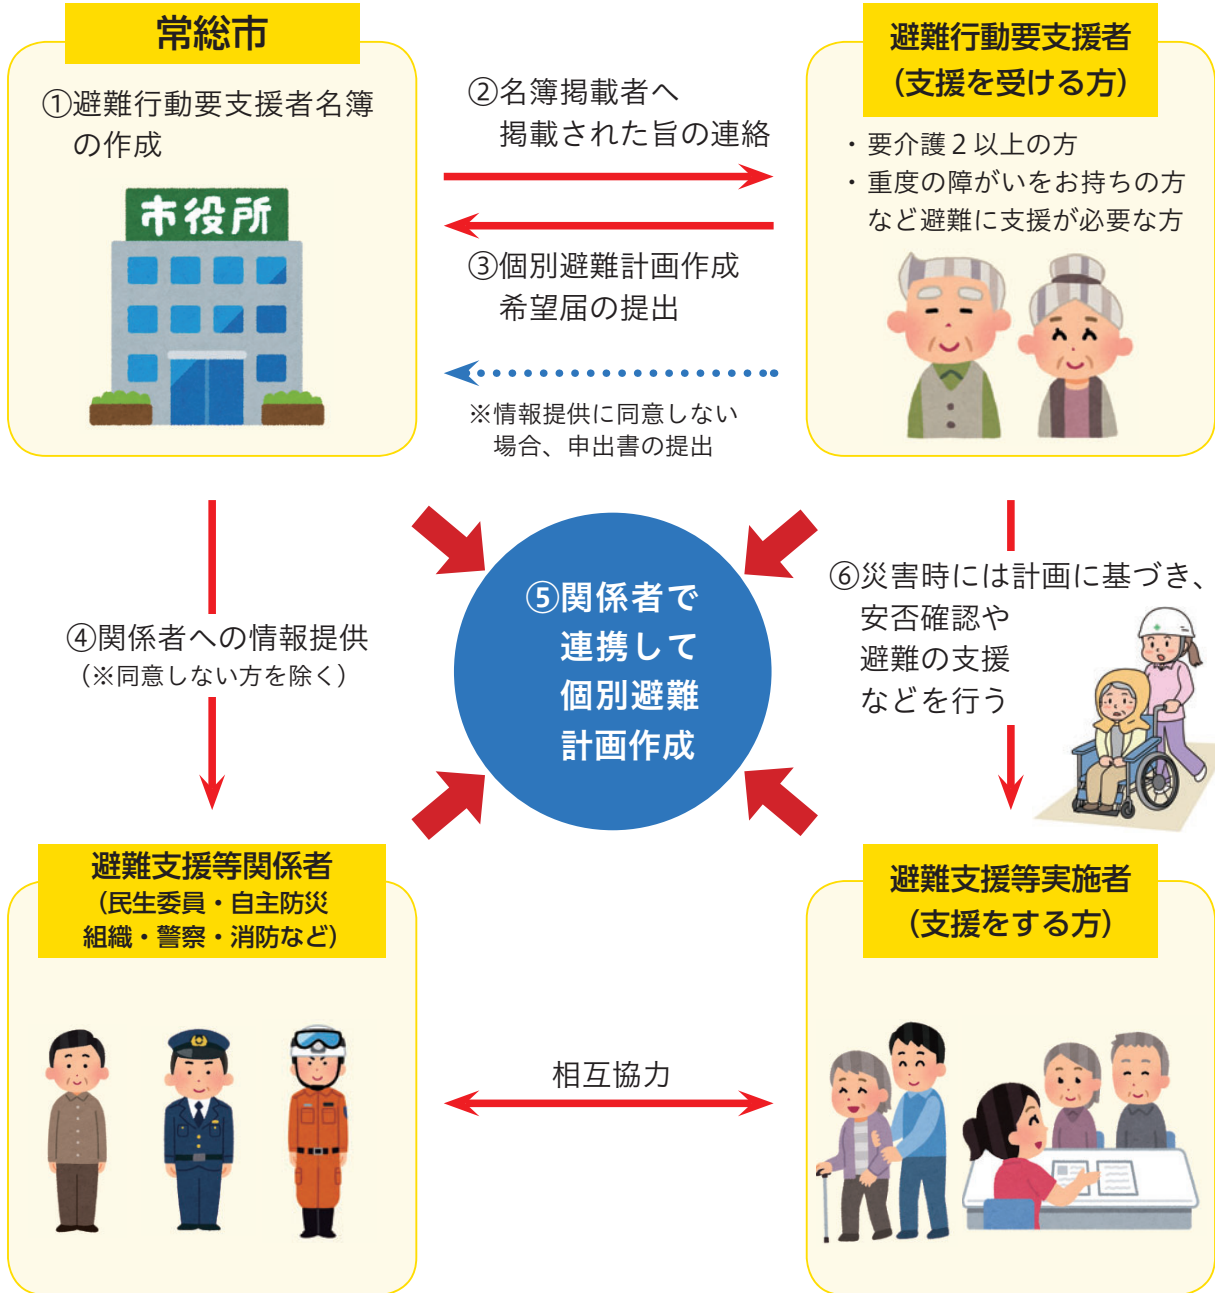 常総市
①避難行動要支援者名簿
の作成
市役所
②名簿掲載者へ
掲載された旨の連絡
③個別避難計画作成
希望届の提出
※情報提供に同意しない
場合、申出書の提出
避難行動要支援者
（支援を受ける方）
・要介護２以上の方
・重度の障がいをお持ちの方
など避難に支援が必要な方
④関係者への情報提供
（※同意しない方を除く）
⑤関係者で
連携して
個別避難
計画作成
⑥災害時には計画に基づき、
安否確認や
避難の支援
などを行う
避難支援等関係者
（民生委員・自主防災
組織・警察・消防など）
相互協力
避難支援等実施者
（支援をする方）